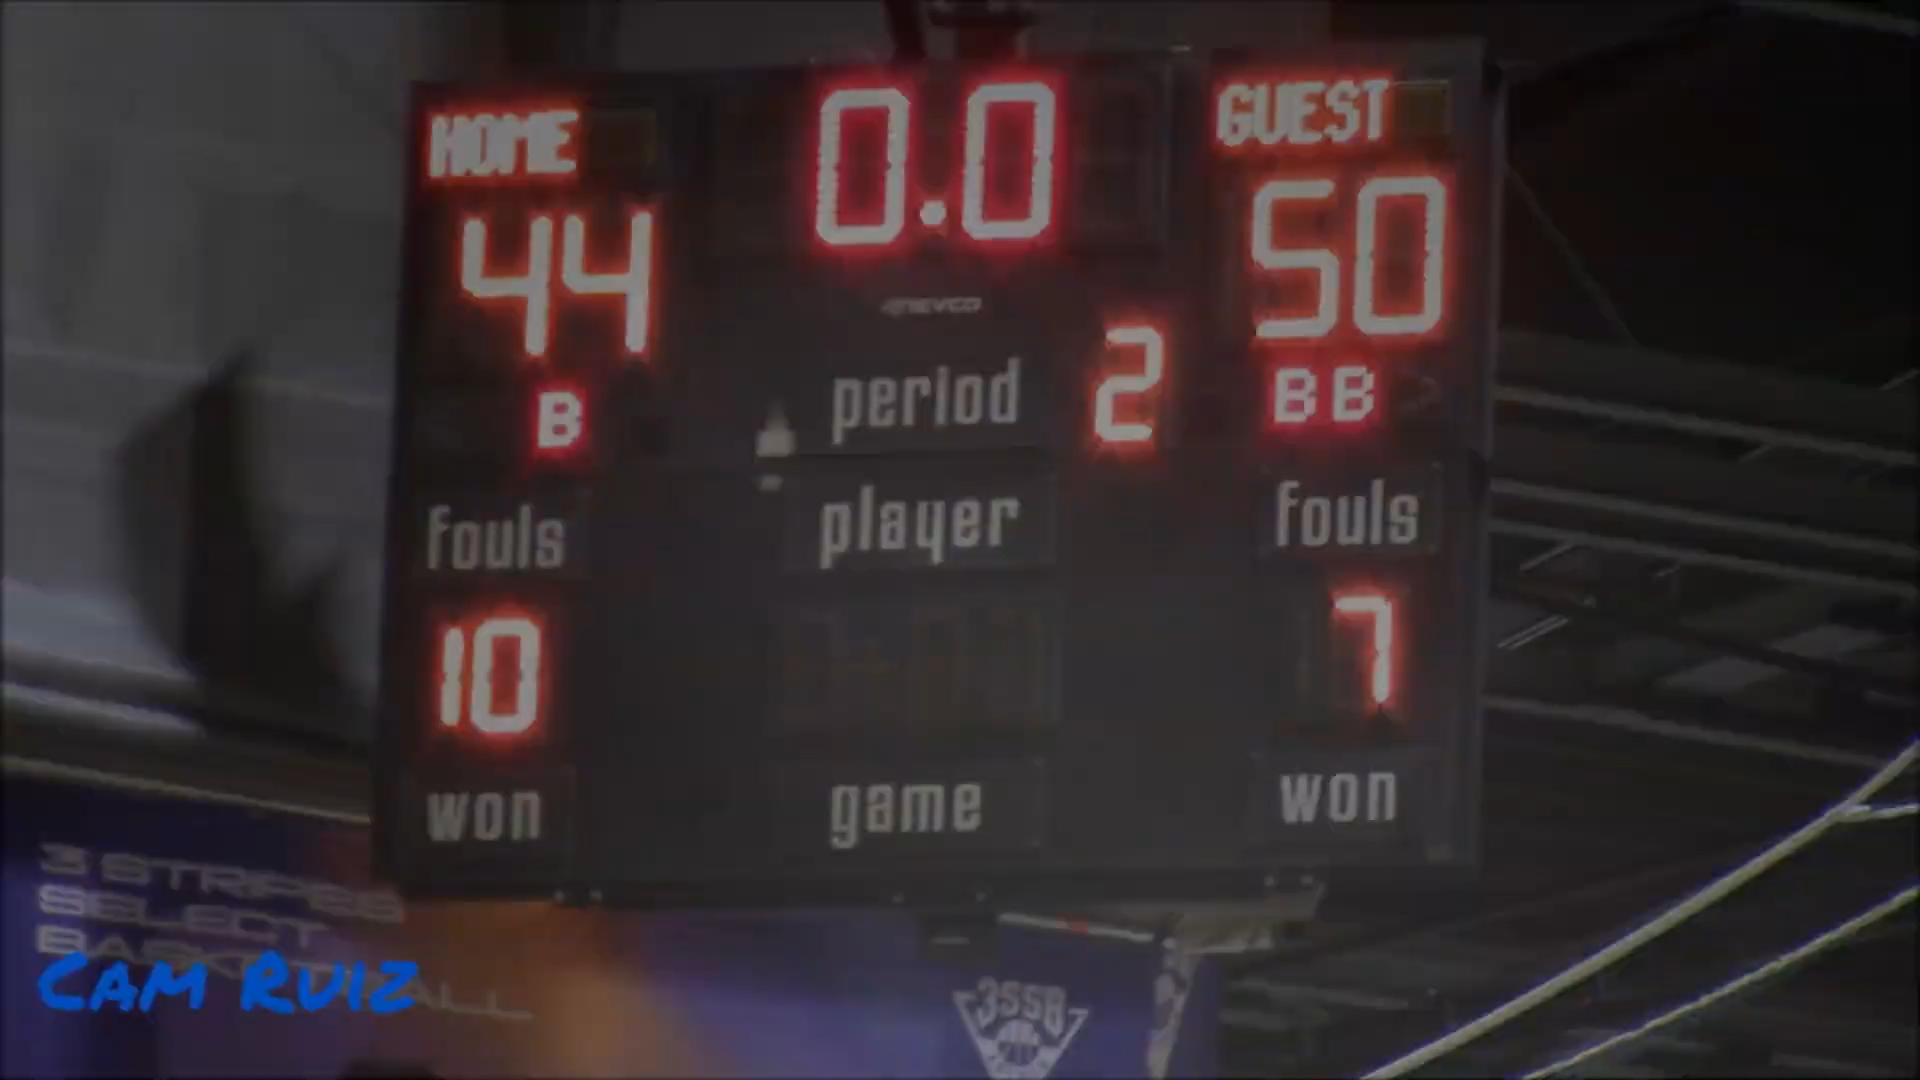 HOME
0.0
GUEST
44
50
NEVCO
period
2
B
B B
fouls
player
fouls
10
7
won
game
won
3 STRIPES
SELECT
BASKETBALL
Cam Ruiz
3SSB